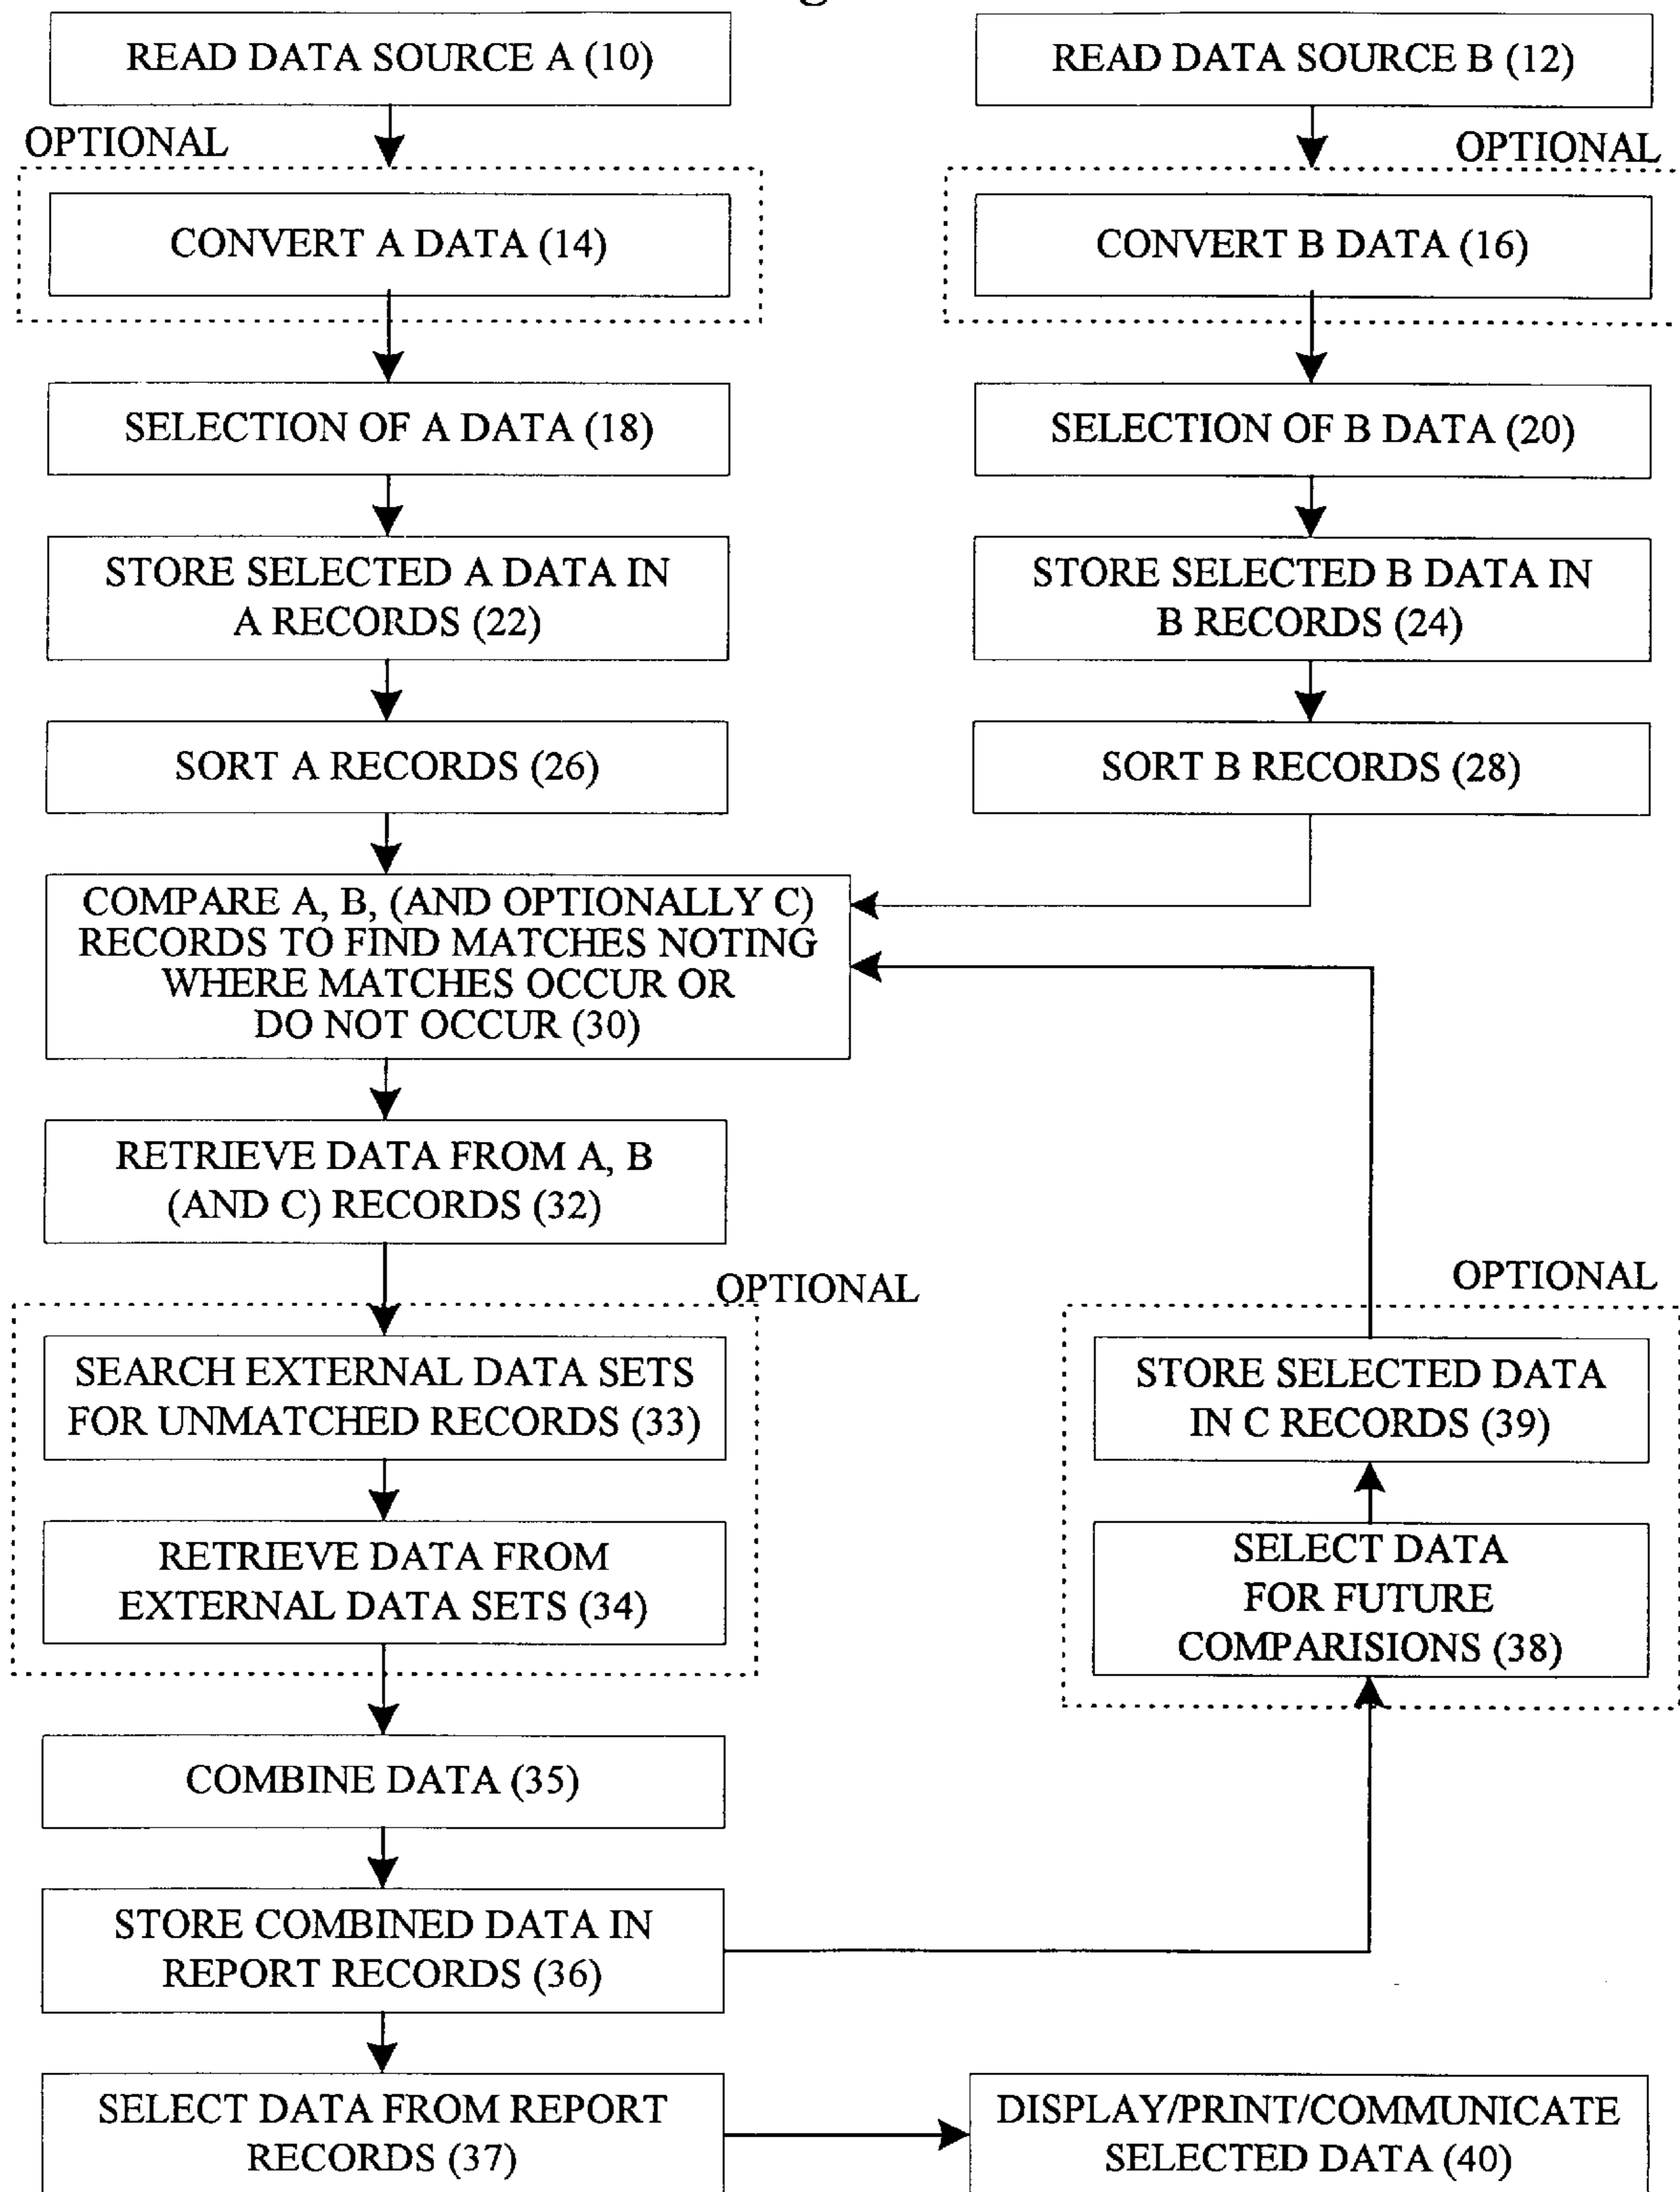 READ DATA SOURCE A (10)
READ DATA SOURCE B (12)
OPTIONAL
OPTIONAL
CONVERT A DATA (14)
CONVERT B DATA (16)
SELECTION OF A DATA (18)
SELECTION OF B DATA (20)
STORE SELECTED A DATA IN
A RECORDS (22)
STORE SELECTED B DATA IN
B RECORDS (24)
SORT A RECORDS (26)
SORT B RECORDS (28)
COMPARE A, B, (AND OPTIONALLY C)
RECORDS TO FIND MATCHES NOTING
WHERE MATCHES OCCUR OR
DO NOT OCCUR (30)
RETRIEVE DATA FROM A, B
(AND C) RECORDS (32)
OPTIONAL
SEARCH EXTERNAL DATA SETS
FOR UNMATCHED RECORDS (33)
RETRIEVE DATA FROM
EXTERNAL DATA SETS (34)
OPTIONAL
STORE SELECTED DATA
IN C RECORDS (39)
SELECT DATA
FOR FUTURE
COMPARISIONS (38)
COMBINE DATA (35)
STORE COMBINED DATA IN
REPORT RECORDS (36)
SELECT DATA FROM REPORT
RECORDS (37)
DISPLAY/PRINT/COMMUNICATE
SELECTED DATA (40)